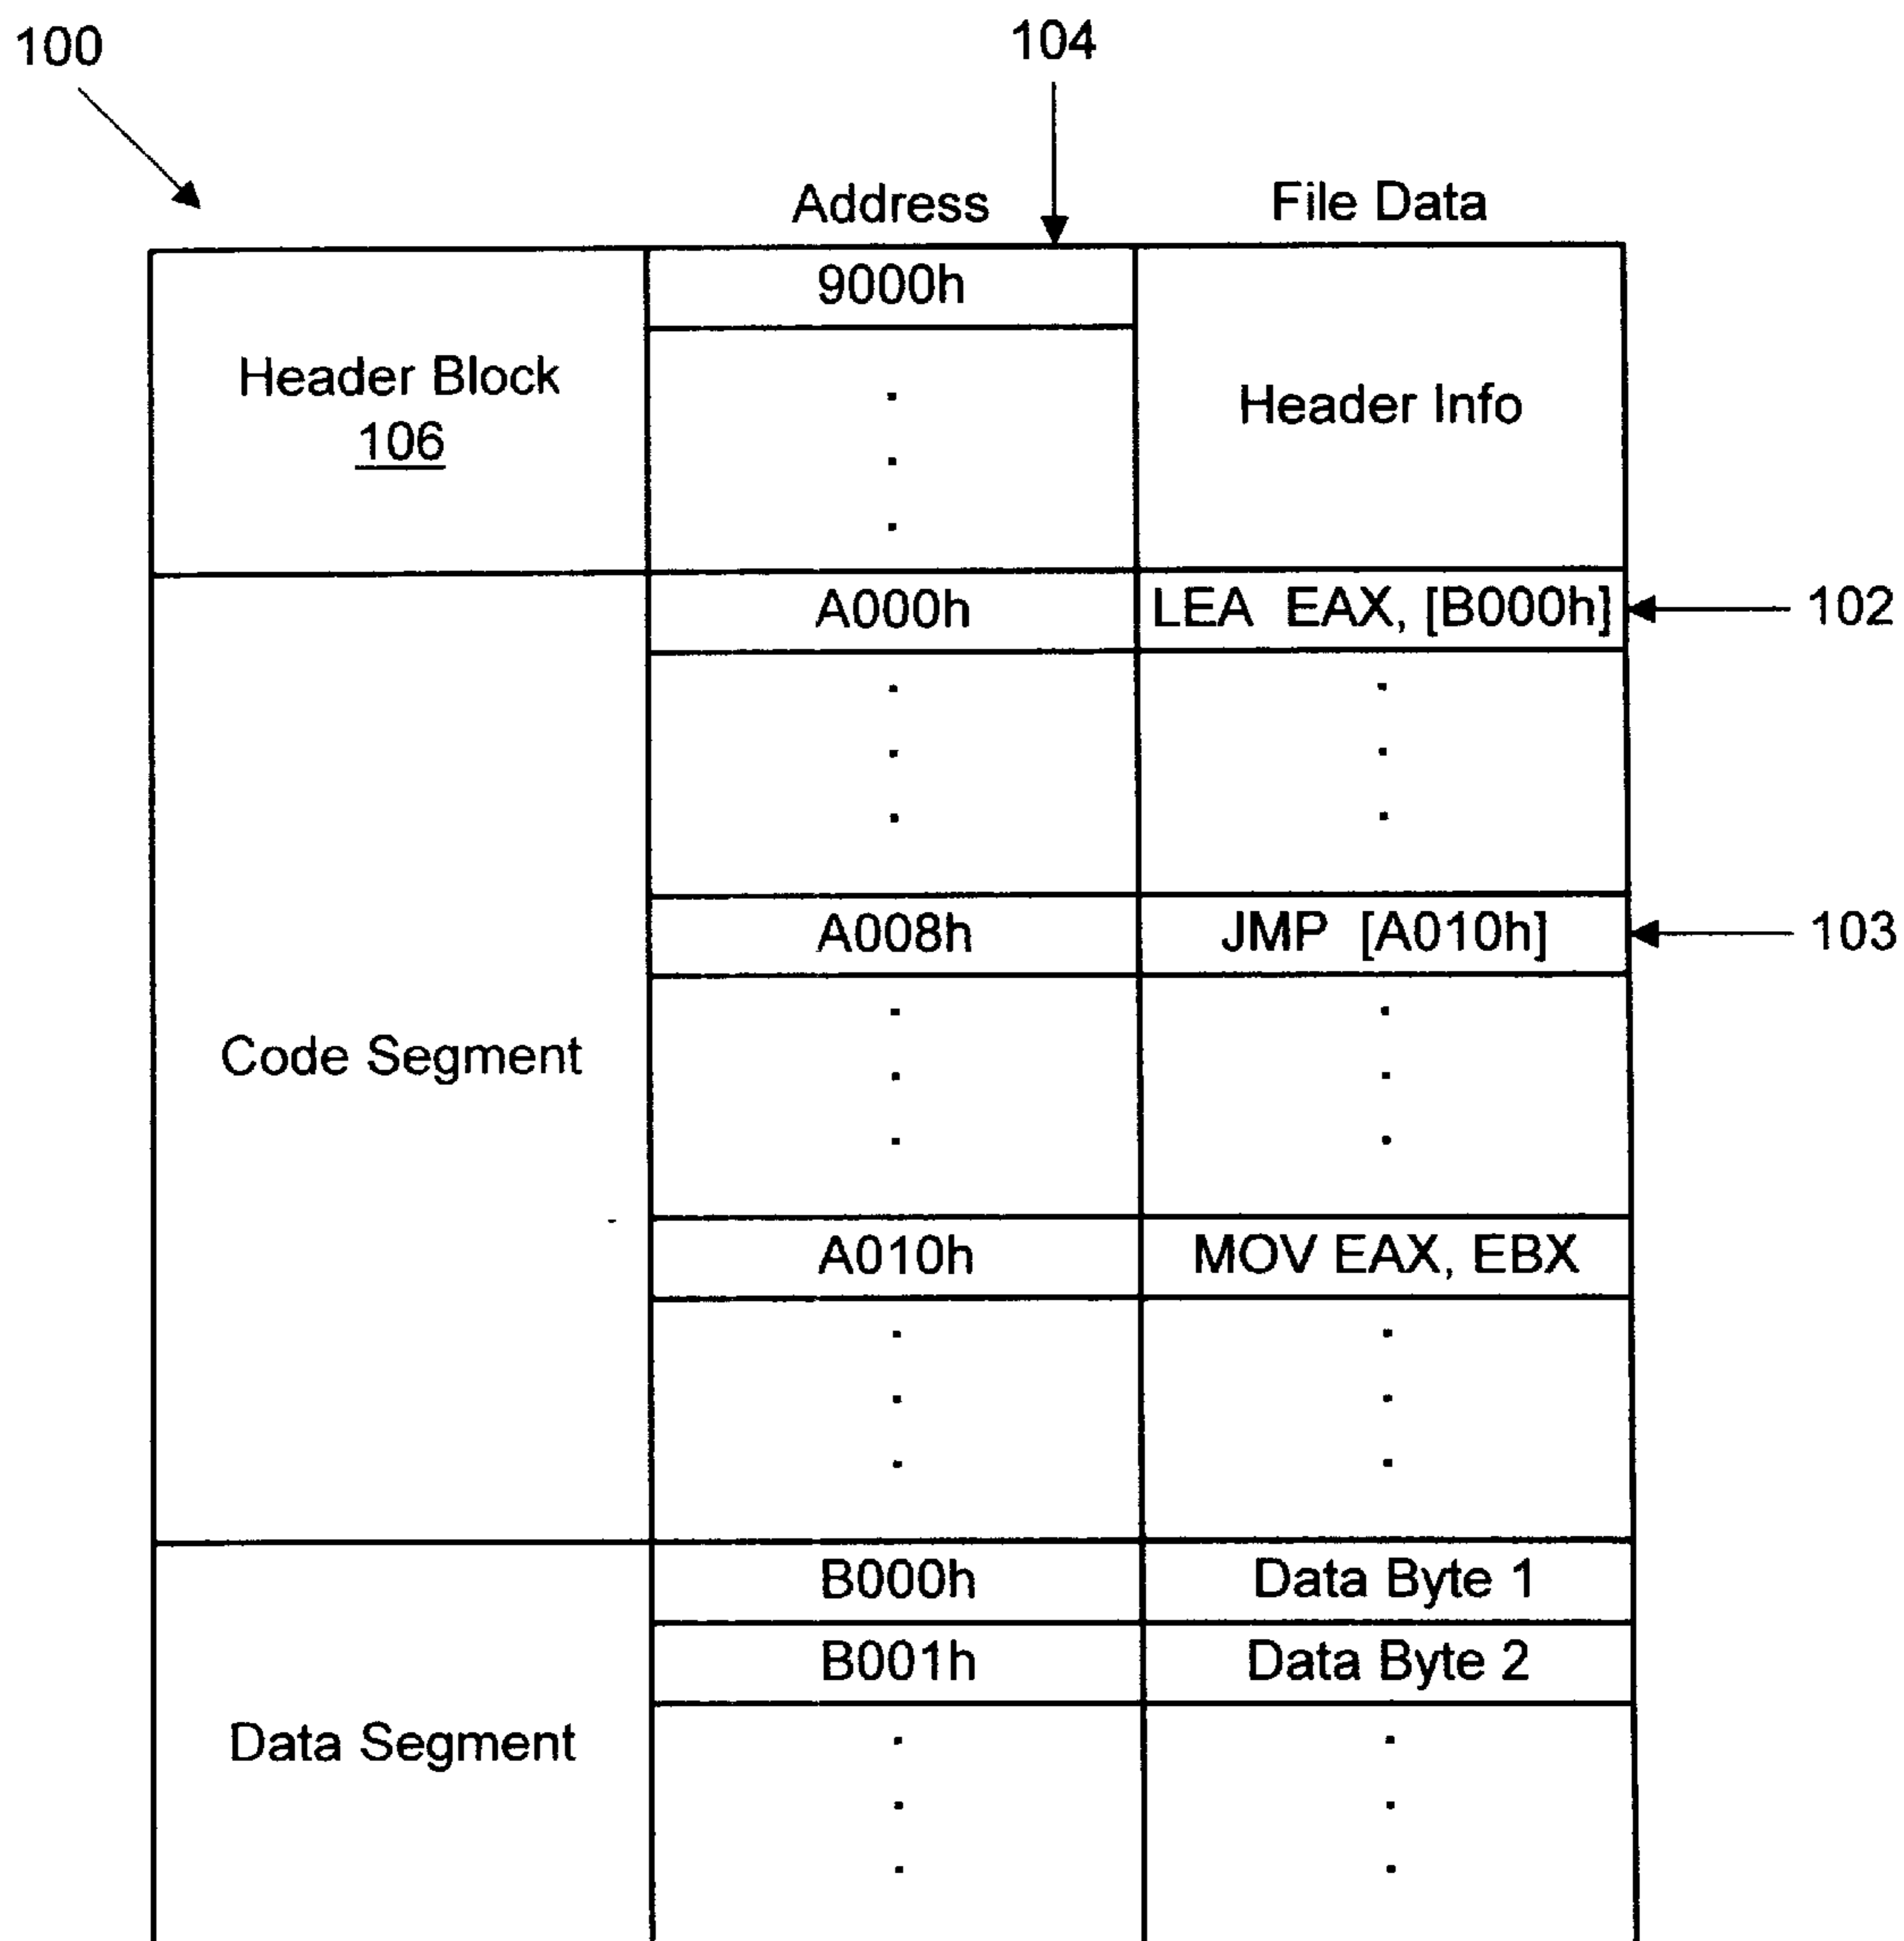 100
104
Address File Data
9000h
Header Block
106
Header Info
A000h LEA EAX, [B000h] 102
A008h JMP [A010h] 103
Code Segment
A010h MOV EAX, EBX
B000h Data Byte 1
B001h Data Byte 2
Data Segment